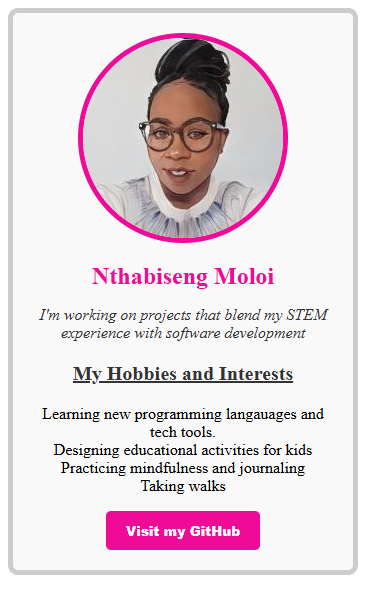 Nthabiseng Moloi
I'm working on projects that blend my STEM
experience with software development
My Hobbies and Interests
Learning new programming langauages and
tech tools.
Designing educational activities for kids
Practicing mindfulness and journaling
Taking walks
Visit my GitHub